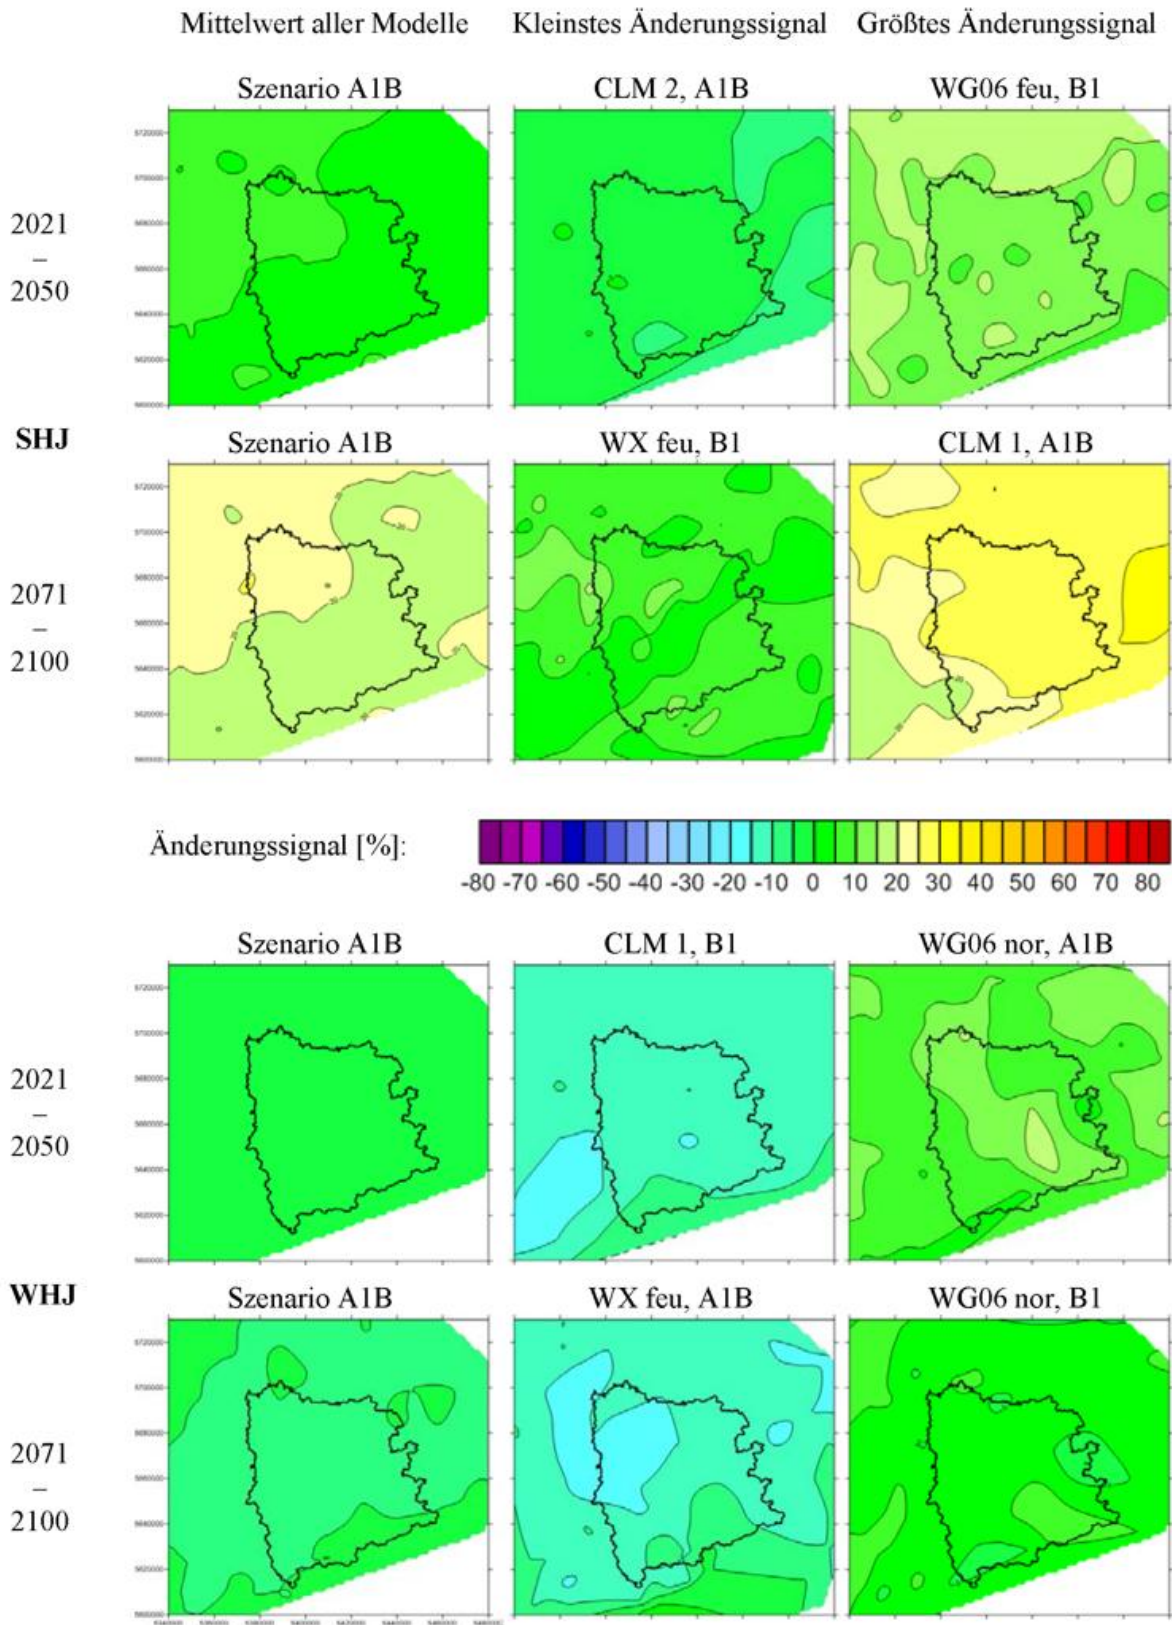 Mittelwert aller Modelle Kleinstes Änderungssignal Größtes Änderungssignal
Szenario A1B CLM 2, A1B WG06 feu, B1
2021
–
2050
SHJ
Szenario A1B WX feu, B1 CLM 1, A1B
2071
–
2100
Änderungssignal [%]:
-80 -70 -60 -50 -40 -30 -20 -10 0 10 20 30 40 50 60 70 80
Szenario A1B CLM 1, B1 WG06 nor, A1B
2021
–
2050
WHJ
Szenario A1B WX feu, A1B WG06 nor, B1
2071
–
2100